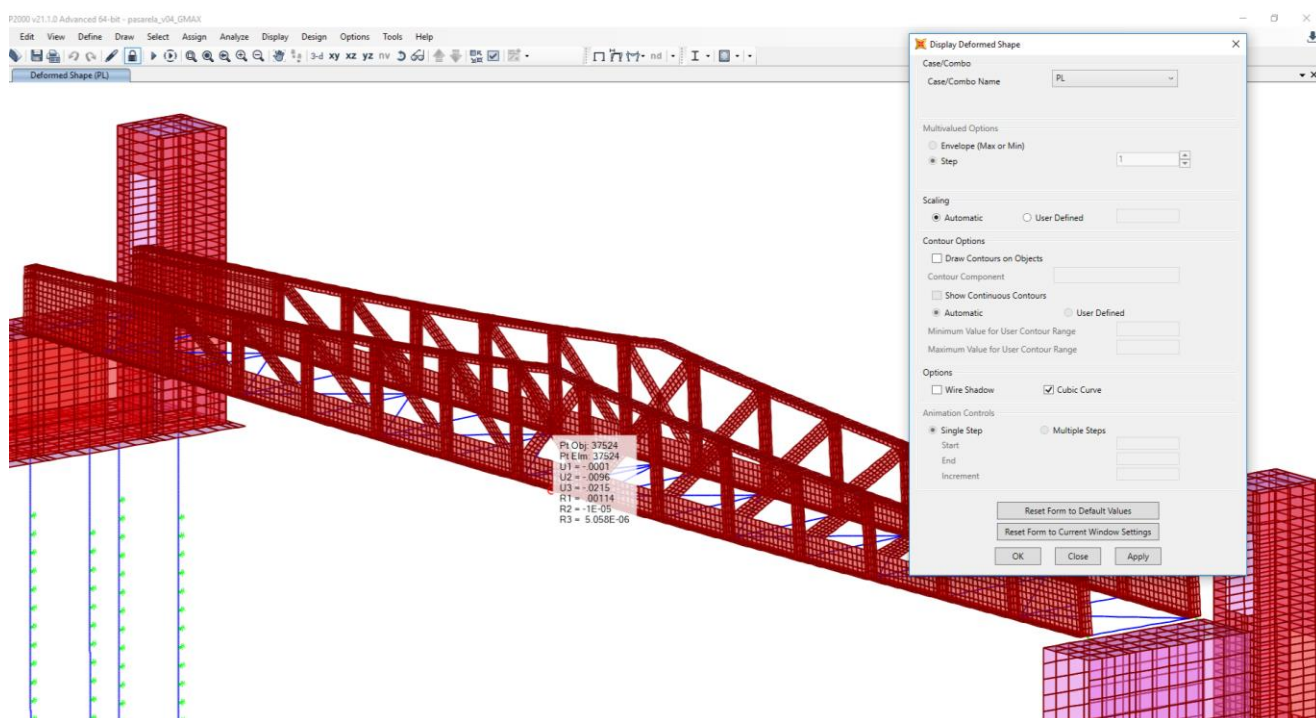 P2000 v21.1.0 Advanced 64-bit - pasarela_v04_GMAX
Edit View Define Draw Select Assign Analyze Display Design Options Tools Help
3-d xy xz yz nv
nd
Deformed Shape (PL)
Pt Obj: 37524
Pt Elm: 37524
U1 = -.0001
U2 = -.0096
U3 = -.0215
R1 = .00114
R2 = -1E-05
R3 = 5.058E-06
Display Deformed Shape
Case/Combo
Case/Combo Name PL
Multivalued Options
Envelope (Max or Min)
Step 1
Scaling
Automatic User Defined
Contour Options
Draw Contours on Objects
Contour Component
Show Continuous Contours
Automatic User Defined
Minimum Value for User Contour Range
Maximum Value for User Contour Range
Options
Wire Shadow Cubic Curve
Animation Controls
Single Step Multiple Steps
Start
End
Increment
Reset Form to Default Values
Reset Form to Current Window Settings
OK Close Apply